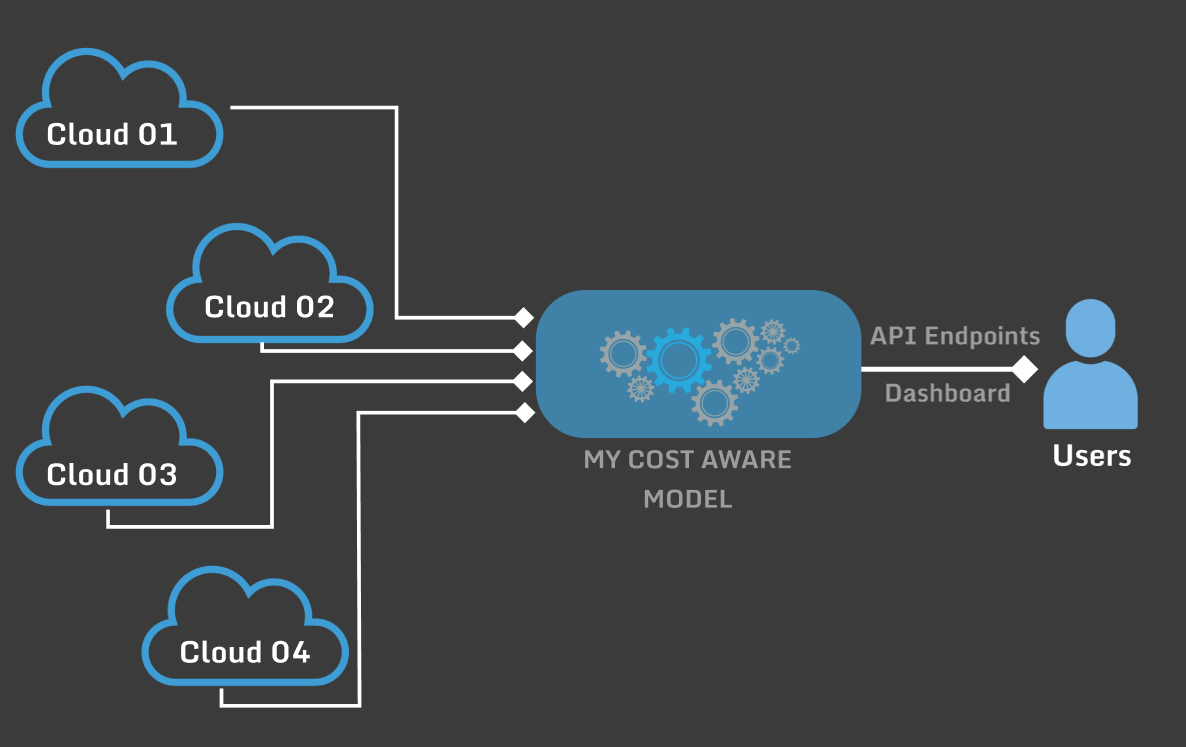 Cloud 01
Cloud 02
Cloud 03
Cloud 04
MY COST AWARE
MODEL
API Endpoints
Dashboard
Users